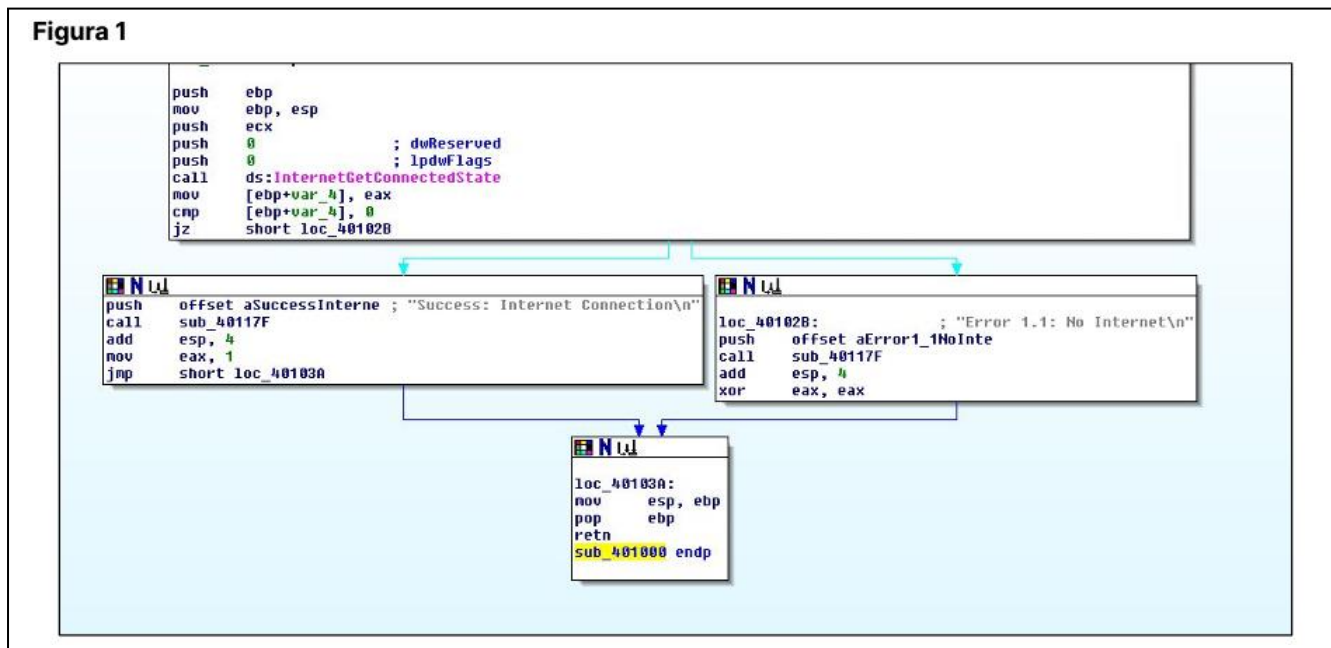 Figura 1
push ebp
mov ebp, esp
push ecx
push 0 ; dwReserved
push 0 ; lpdwFlags
call ds:InternetGetConnectedState
mov [ebp+var_4], eax
cmp [ebp+var_4], 0
jz short loc_40102B
push offset aSuccessInterne ; "Success: Internet Connection\n"
call sub_40117F
add esp, 4
mov eax, 1
jmp short loc_40103A
loc_40102B: ; "Error 1.1: No Internet\n"
push offset aError1_1NoInte
call sub_40117F
add esp, 4
xor eax, eax
loc_40103A:
mov esp, ebp
pop ebp
retn
sub_401000 endp